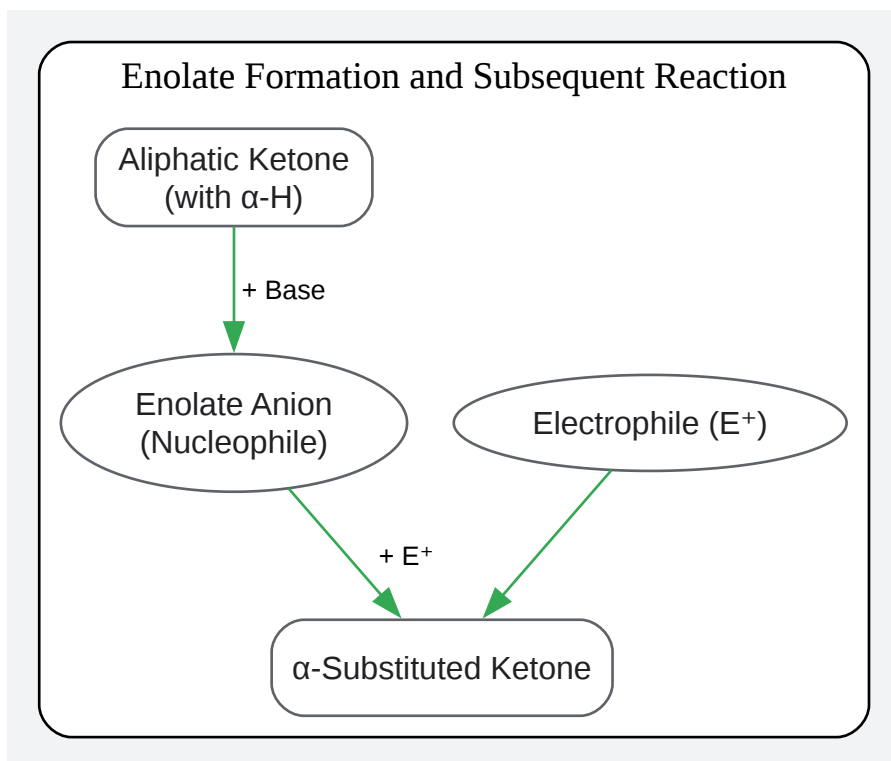 Enolate Formation and Subsequent Reaction
Aliphatic Ketone
(with α-H)
+ Base
Enolate Anion
(Nucleophile)
Electrophile (E⁺)
+ E⁺
α-Substituted Ketone